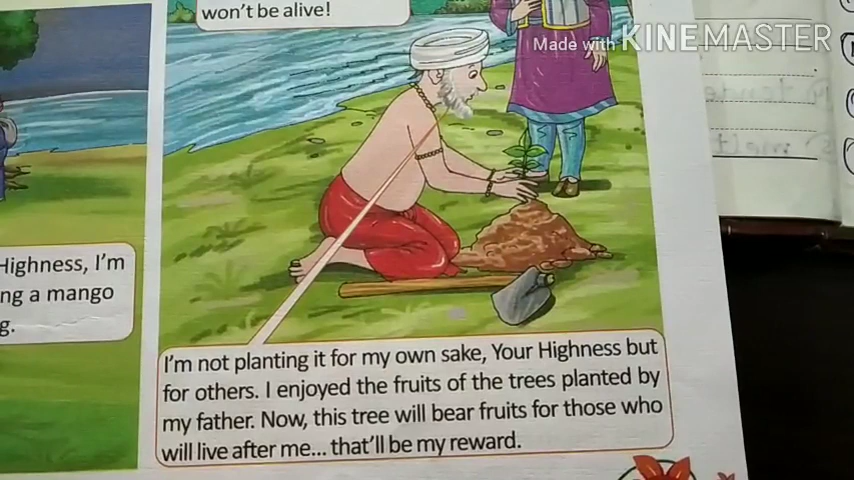 won't be alive!
Made with KINEMASTER
Highness, I'm
ng a mango
g.
I'm not planting it for my own sake, Your Highness but
for others. I enjoyed the fruits of the trees planted by
my father. Now, this tree will bear fruits for those who
will live after me... that'll be my reward.